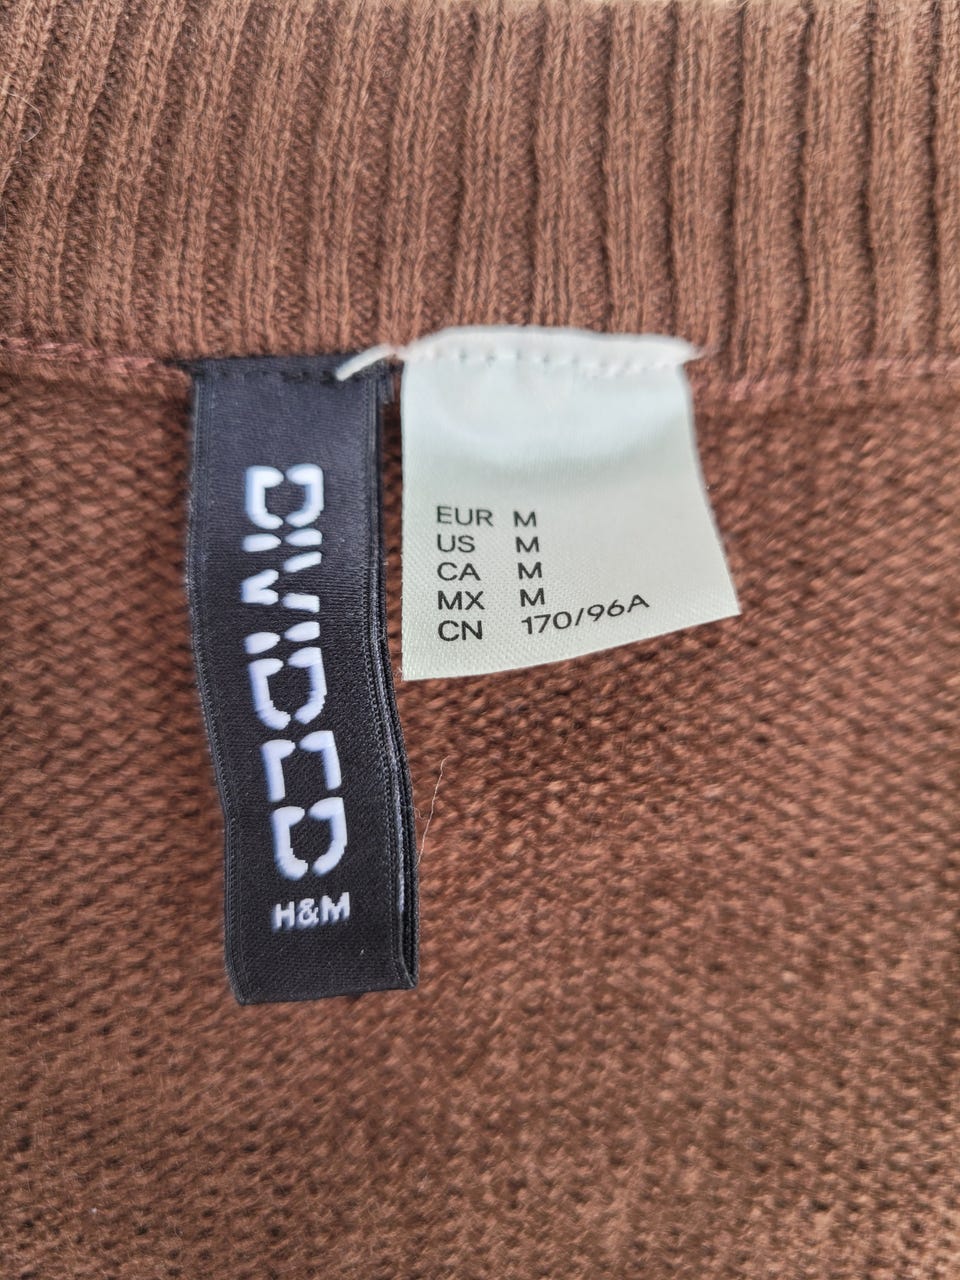 DIVIDED
H&M
EUR M
US M
CA M
MX M
CN 170/96A